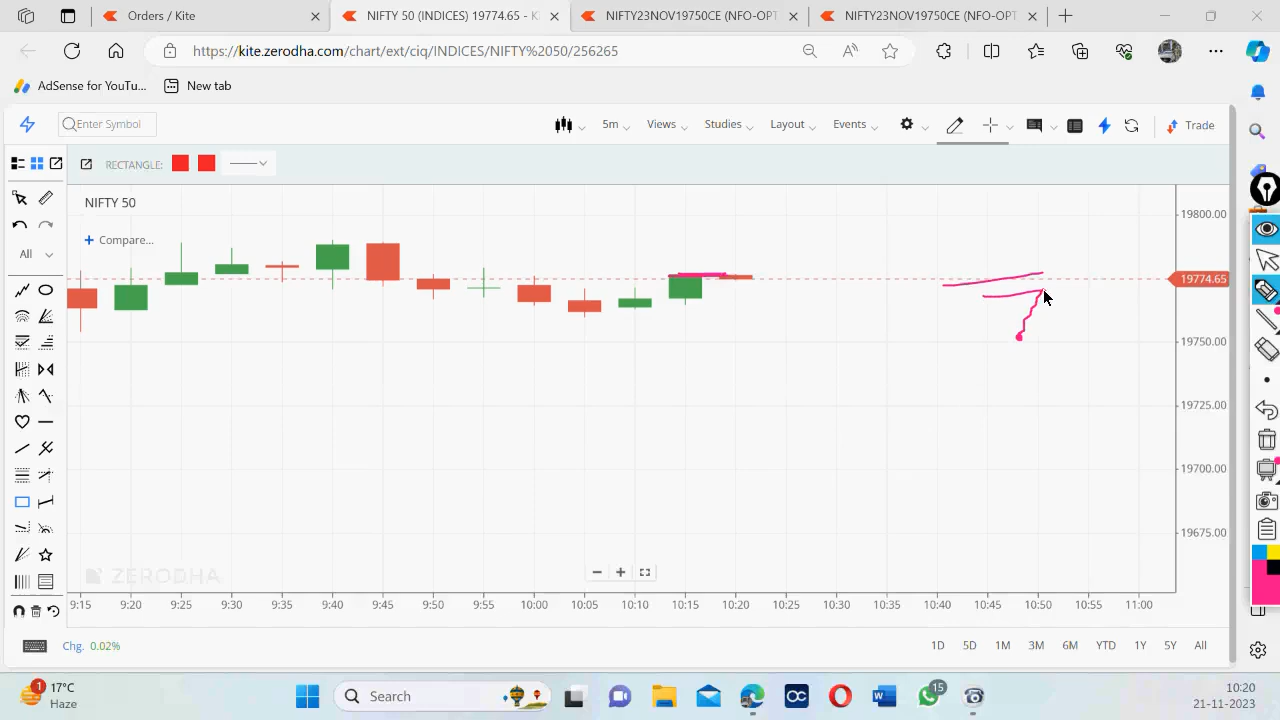 Orders / Kite
NIFTY 50 (INDICES) 19774.65 - K
NIFTY23NOV19750CE (NFO-OPT
NIFTY23NOV19750CE (NFO-OPT
https://kite.zerodha.com/chart/ext/ciq/INDICES/NIFTY%2050/256265
AdSense for YouTu...
New tab
Enter Symbol
5m
Views
Studies
Layout
Events
Trade
RECTANGLE:
NIFTY 50
Compare...
All
19800.00
19774.65
19750.00
19725.00
19700.00
19675.00
ZERODHA
9:15 9:20 9:25 9:30 9:35 9:40 9:45 9:50 9:55 10:00 10:05 10:10 10:15 10:20 10:25 10:30 10:35 10:40 10:45 10:50 10:55 11:00
Chg. 0.02%
1D 5D 1M 3M 6M YTD 1Y 5Y All
1
17°C
Haze
Search
OC
15
10:20
21-11-2023